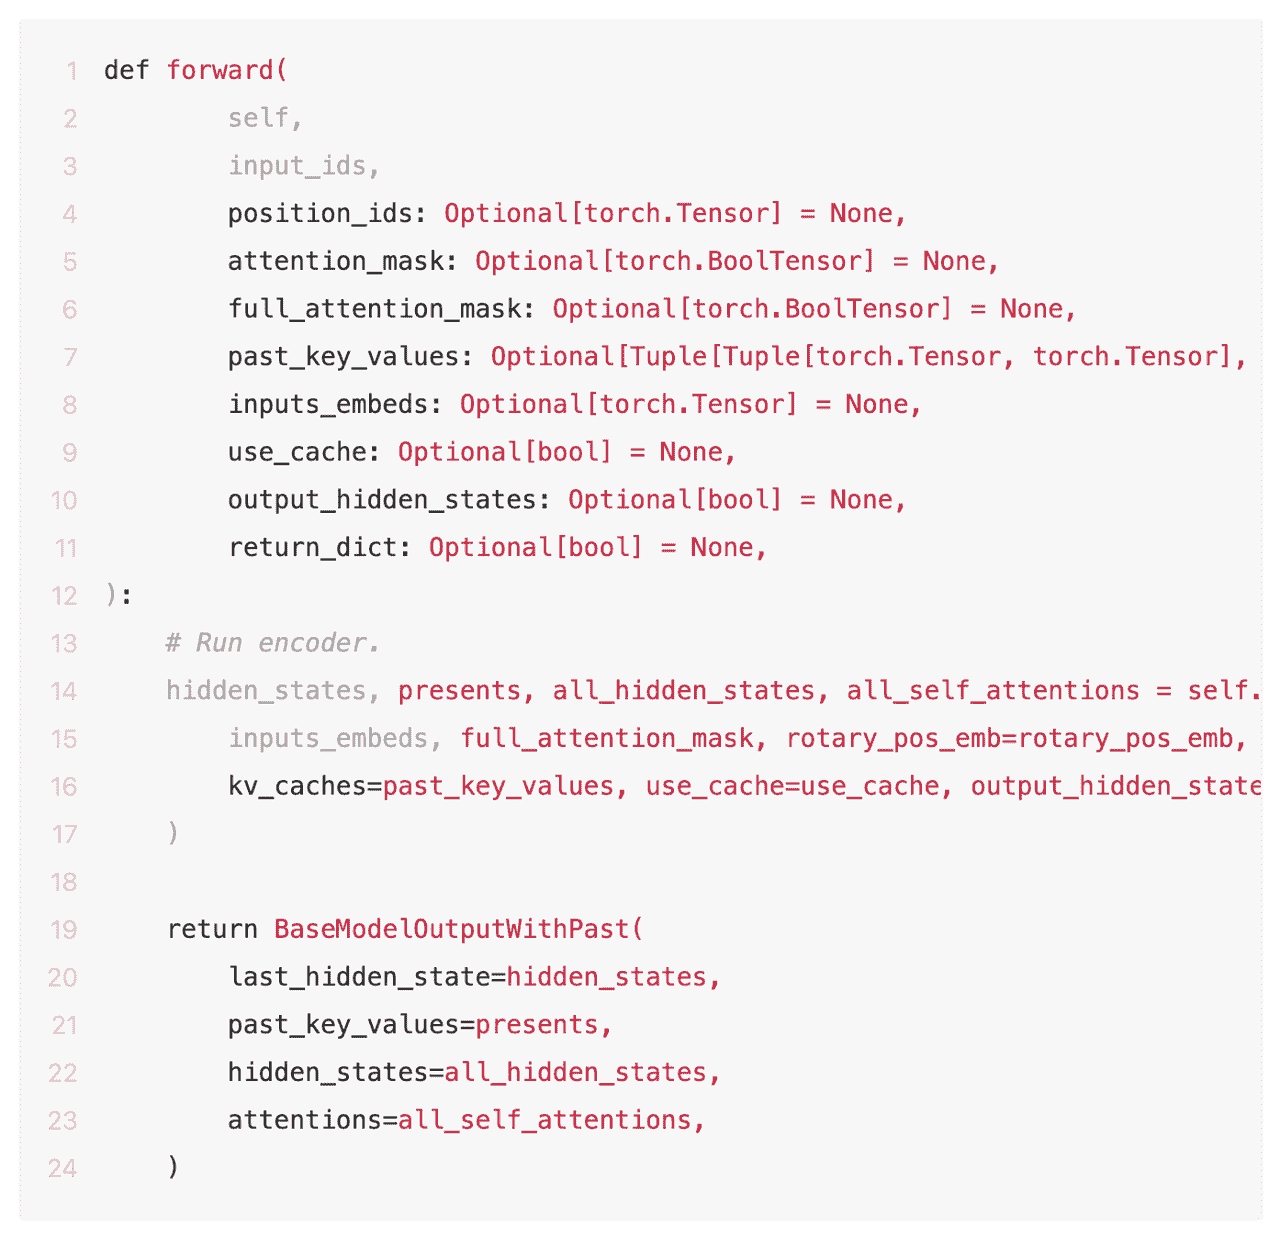 1 def forward(
2 self,
3 input_ids,
4 position_ids: Optional[torch.Tensor] = None,
5 attention_mask: Optional[torch.BoolTensor] = None,
6 full_attention_mask: Optional[torch.BoolTensor] = None,
7 past_key_values: Optional[Tuple[Tuple[torch.Tensor, torch.Tensor],
8 inputs_embeds: Optional[torch.Tensor] = None,
9 use_cache: Optional[bool] = None,
10 output_hidden_states: Optional[bool] = None,
11 return_dict: Optional[bool] = None,
12 ):
13 # Run encoder.
14 hidden_states, presents, all_hidden_states, all_self_attentions = self.
15 inputs_embeds, full_attention_mask, rotary_pos_emb=rotary_pos_emb,
16 kv_caches=past_key_values, use_cache=use_cache, output_hidden_state
17 )
18
19 return BaseModelOutputWithPast(
20 last_hidden_state=hidden_states,
21 past_key_values=presents,
22 hidden_states=all_hidden_states,
23 attentions=all_self_attentions,
24 )